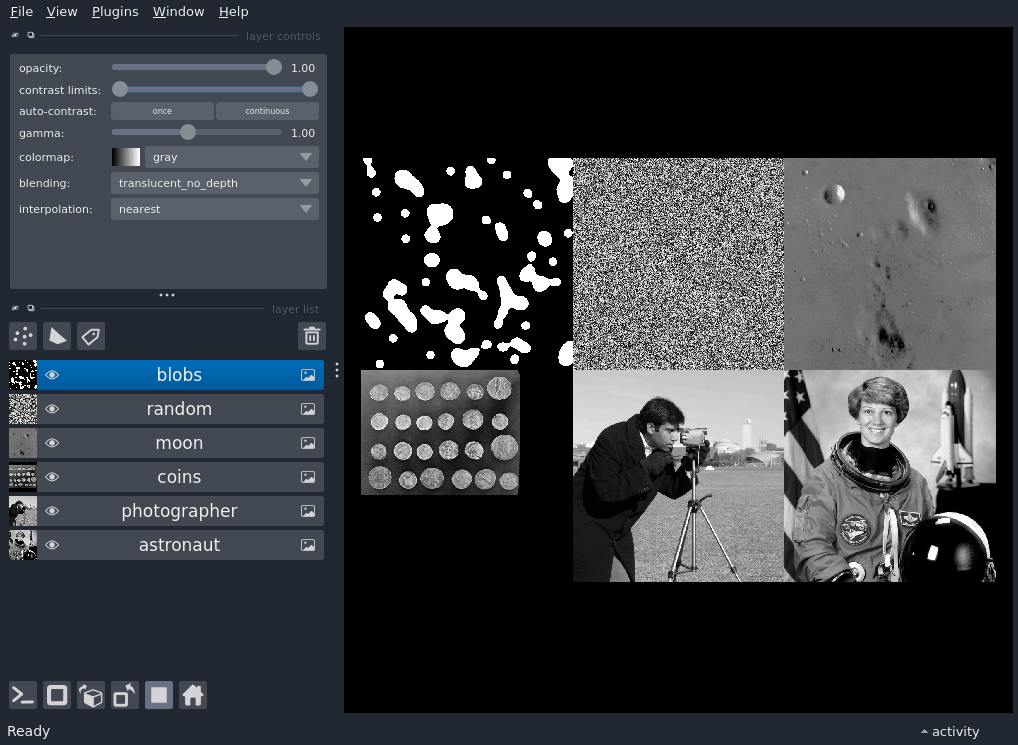 File View Plugins Window Help
layer controls
opacity: 1.00
contrast limits:
auto-contrast: once continuous
gamma: 1.00
colormap: gray
blending: translucent_no_depth
interpolation: nearest
layer list
blobs
random
moon
coins
photographer
astronaut
Ready
activity